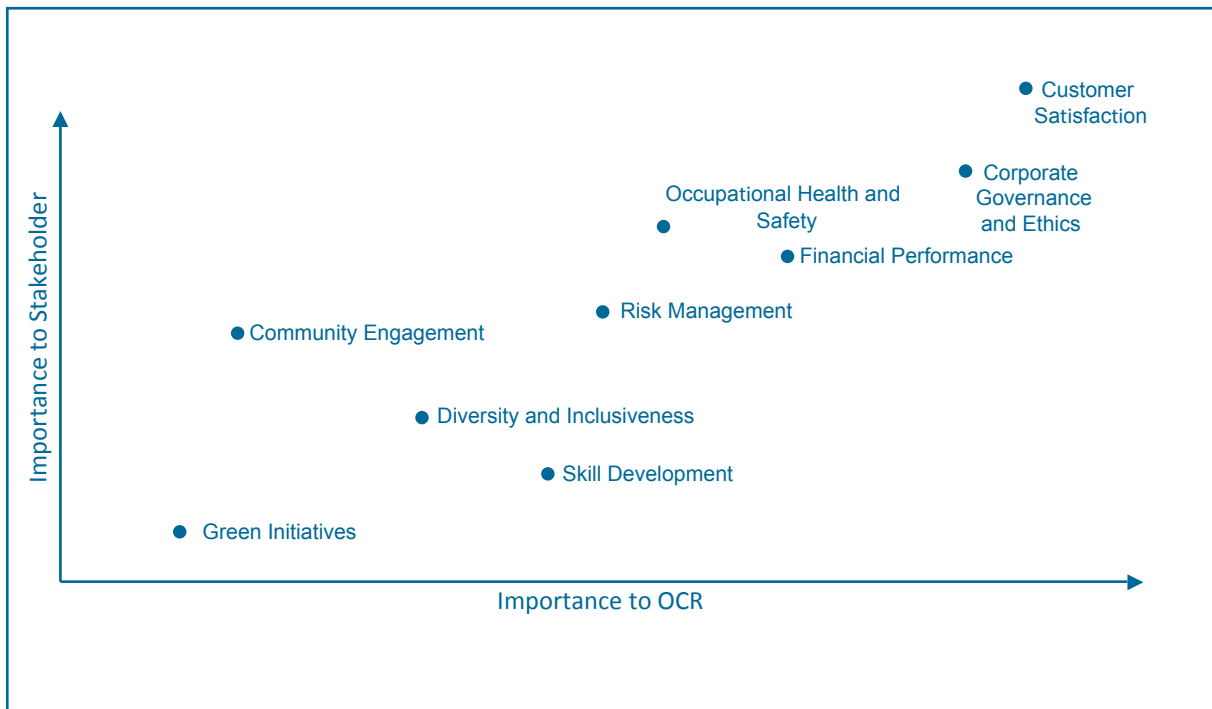 Customer
Satisfaction
Corporate
Governance
and Ethics
Occupational Health and
Safety
Financial Performance
Risk Management
Community Engagement
Diversity and Inclusiveness
Skill Development
Green Initiatives
Importance to Stakeholder
Importance to OCR